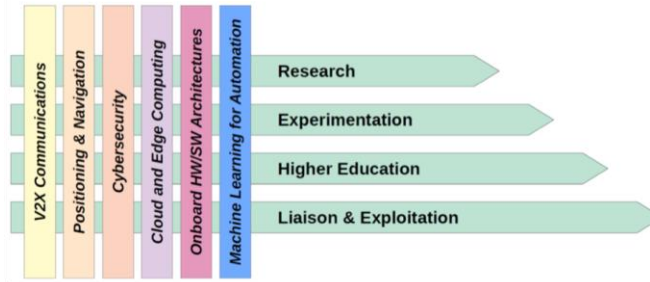 V2X Communications
Positioning & Navigation
Cybersecurity
Cloud and Edge Computing
Onboard HW/SW Architectures
Machine Learning for Automation
Research
Experimentation
Higher Education
Liaison & Exploitation